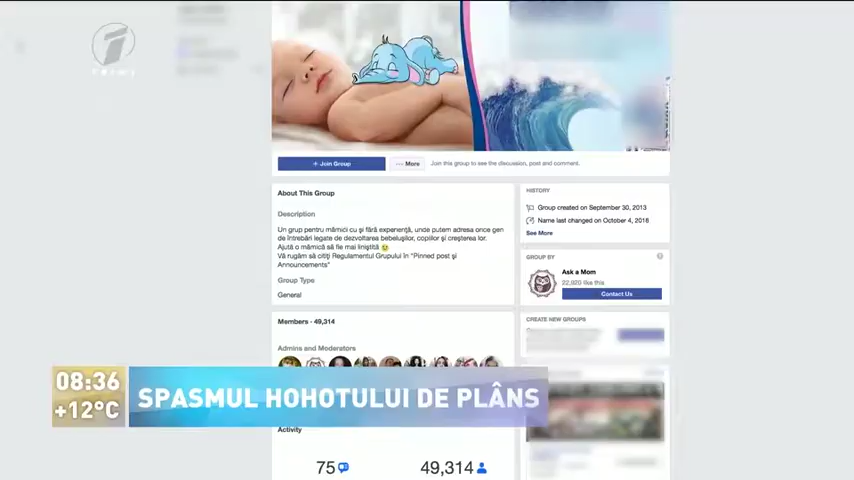 PRIME
+ Join Group
··· More
Join this group to see the discussion, post and comment.
About This Group
Description
Un grup pentru mămici cu și fără experiență, unde putem adresa orice gen
de întrebări legate de dezvoltarea bebelușilor, copiilor și creșterea lor.
Ajută o mămică să fie mai liniștită 😉
Vă rugăm să citiți Regulamentul Grupului în "Pinned post și
Announcements"
Group Type
General
Members · 49,314
Admins and Moderators
Activity
75
49,314
HISTORY
Group created on September 30, 2013
Name last changed on October 4, 2018
See More
GROUP BY
Ask a Mom
22,920 like this
Contact Us
CREATE NEW GROUPS
08:36
+12°C
SPASMUL HOHOTULUI DE PLÂNS